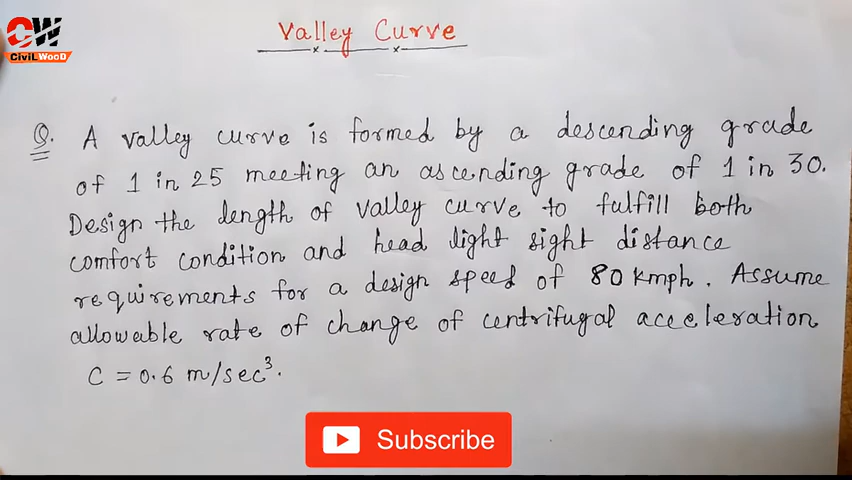 CW
CiViLWooD
Valley Curve
Q. A valley curve is formed by a descending grade
of 1 in 25 meeting an ascending grade of 1 in 30.
Design the length of valley curve to fulfill both
comfort condition and head light sight distance
requirements for a design speed of 80 kmph. Assume
allowable rate of change of centrifugal acceleration
C = 0.6 m/sec³.
Subscribe